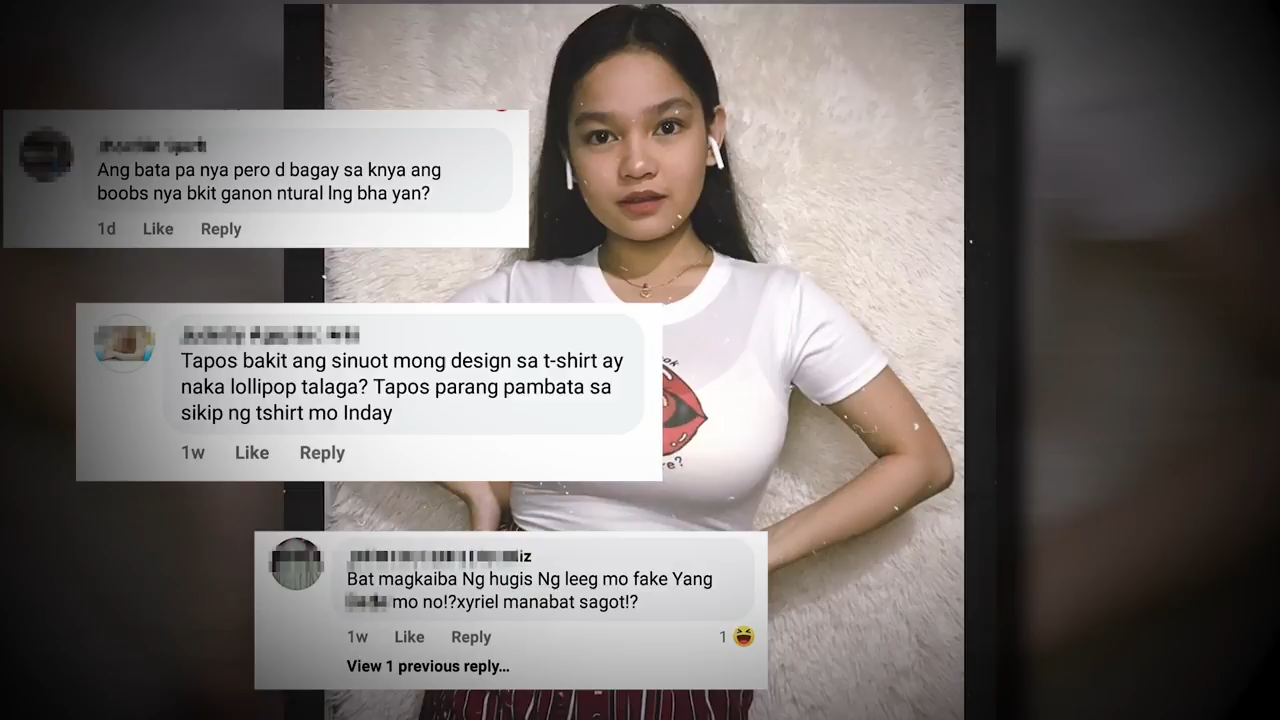 Ang bata pa nya pero d bagay sa knya ang
boobs nya bkit ganon ntural lng bha yan?
1d Like Reply
Tapos bakit ang sinuot mong design sa t-shirt ay
naka lollipop talaga? Tapos parang pambata sa
sikip ng tshirt mo Inday
1w Like Reply
Bat magkaiba Ng hugis Ng leeg mo fake Yang
mo no!?xyriel manabat sagot!?
1w Like Reply 1
View 1 previous reply...